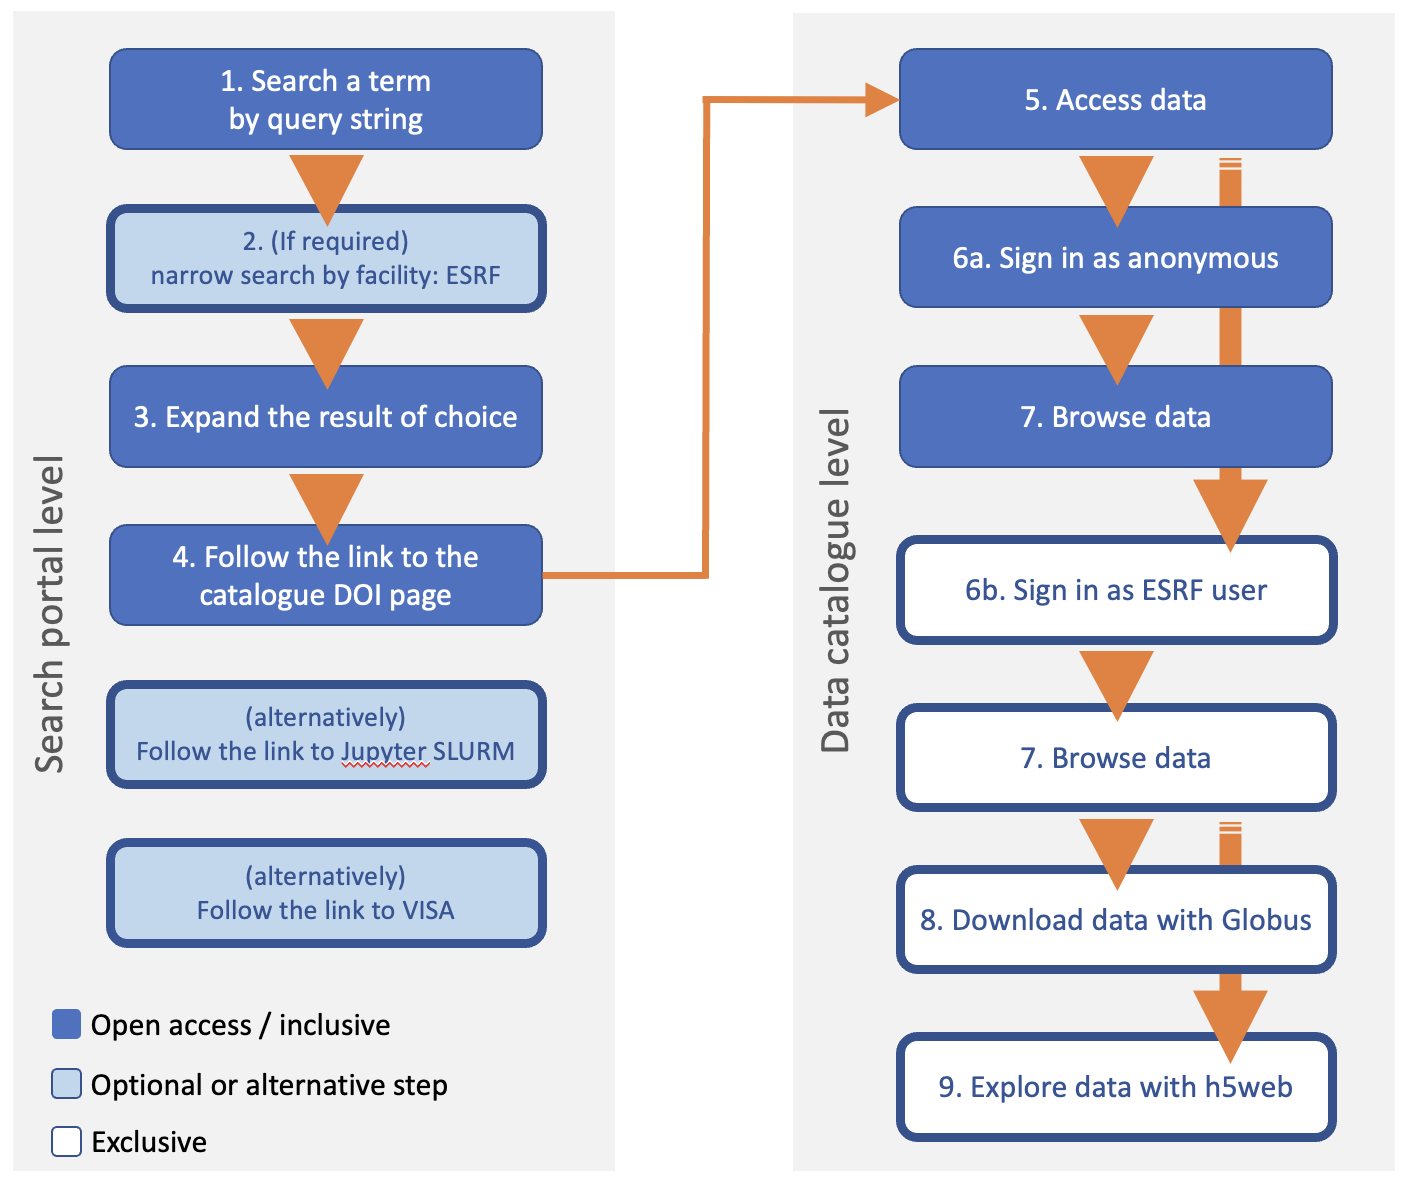 1. Search a term
by query string
2. (If required)
narrow search by facility: ESRF
3. Expand the result of choice
4. Follow the link to the
catalogue DOI page
(alternatively)
Follow the link to Jupyter SLURM
(alternatively)
Follow the link to VISA
Search portal level
Open access / inclusive
Optional or alternative step
Exclusive
5. Access data
6a. Sign in as anonymous
7. Browse data
6b. Sign in as ESRF user
7. Browse data
8. Download data with Globus
9. Explore data with h5web
Data catalogue level